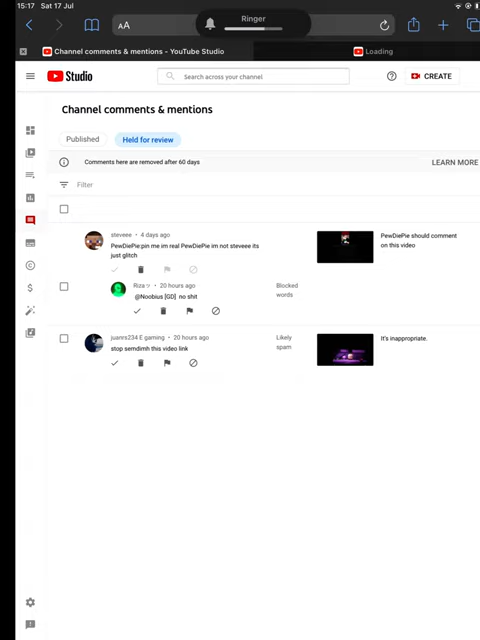 15:17 Sat 17 Jul
Ringer
AA
Channel comments & mentions - YouTube Studio
Loading
Studio
Search across your channel
CREATE
Channel comments & mentions
Published
Held for review
Comments here are removed after 60 days
LEARN MORE
Filter
steveee • 4 days ago
PewDiePie:pin me im real PewDiePie im not steveee its
just glitch
PewDiePie should comment
on this video
Riza ッ • 20 hours ago
@Noobius [GD] no shit
Blocked
words
juanrs234 E gaming • 20 hours ago
stop semdimh this video link
Likely
spam
It's inappropriate.